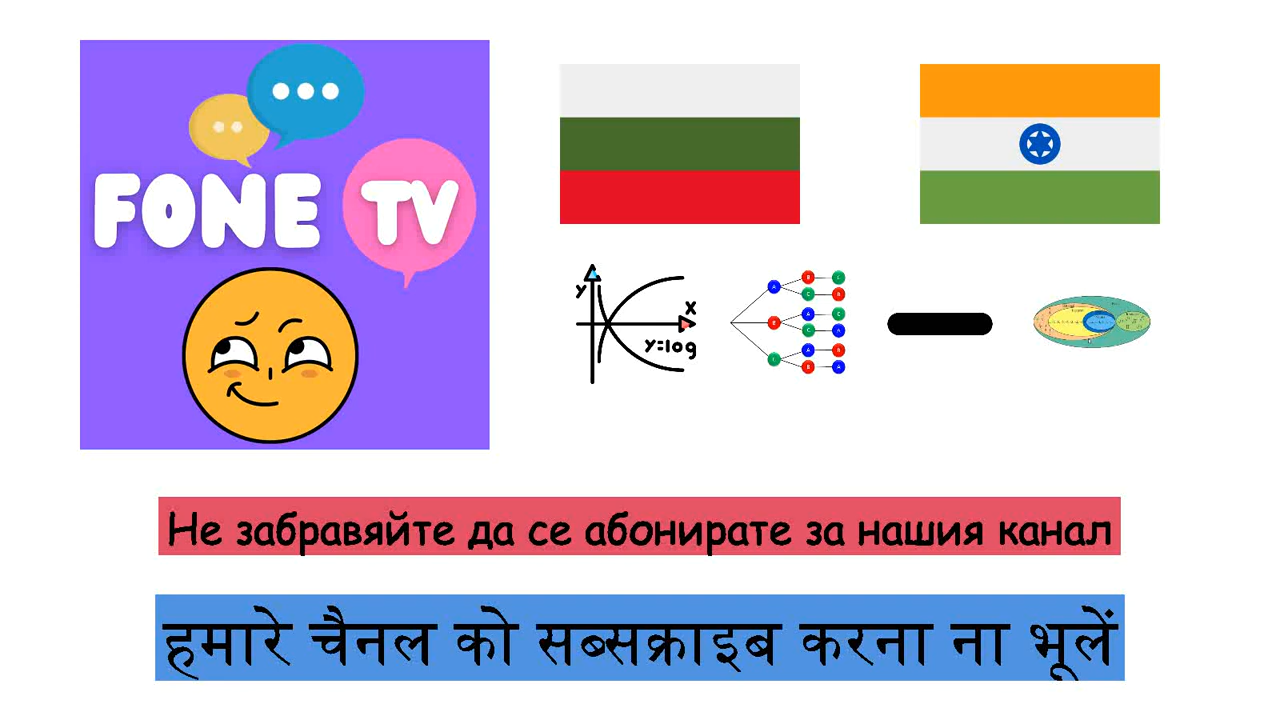 FONE TV
y
x
y=log
Не забравяйте да се абонирате за нашия канал
हमारे चैनल को सब्सक्राइब करना ना भूलें